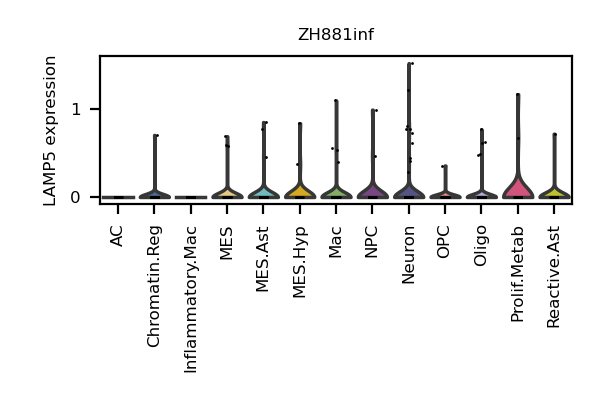 ZH881inf
LAMP5 expression
1
0
AC
Chromatin.Reg
Inflammatory.Mac
MES
MES.Ast
MES.Hyp
Mac
NPC
Neuron
OPC
Oligo
Prolif.Metab
Reactive.Ast